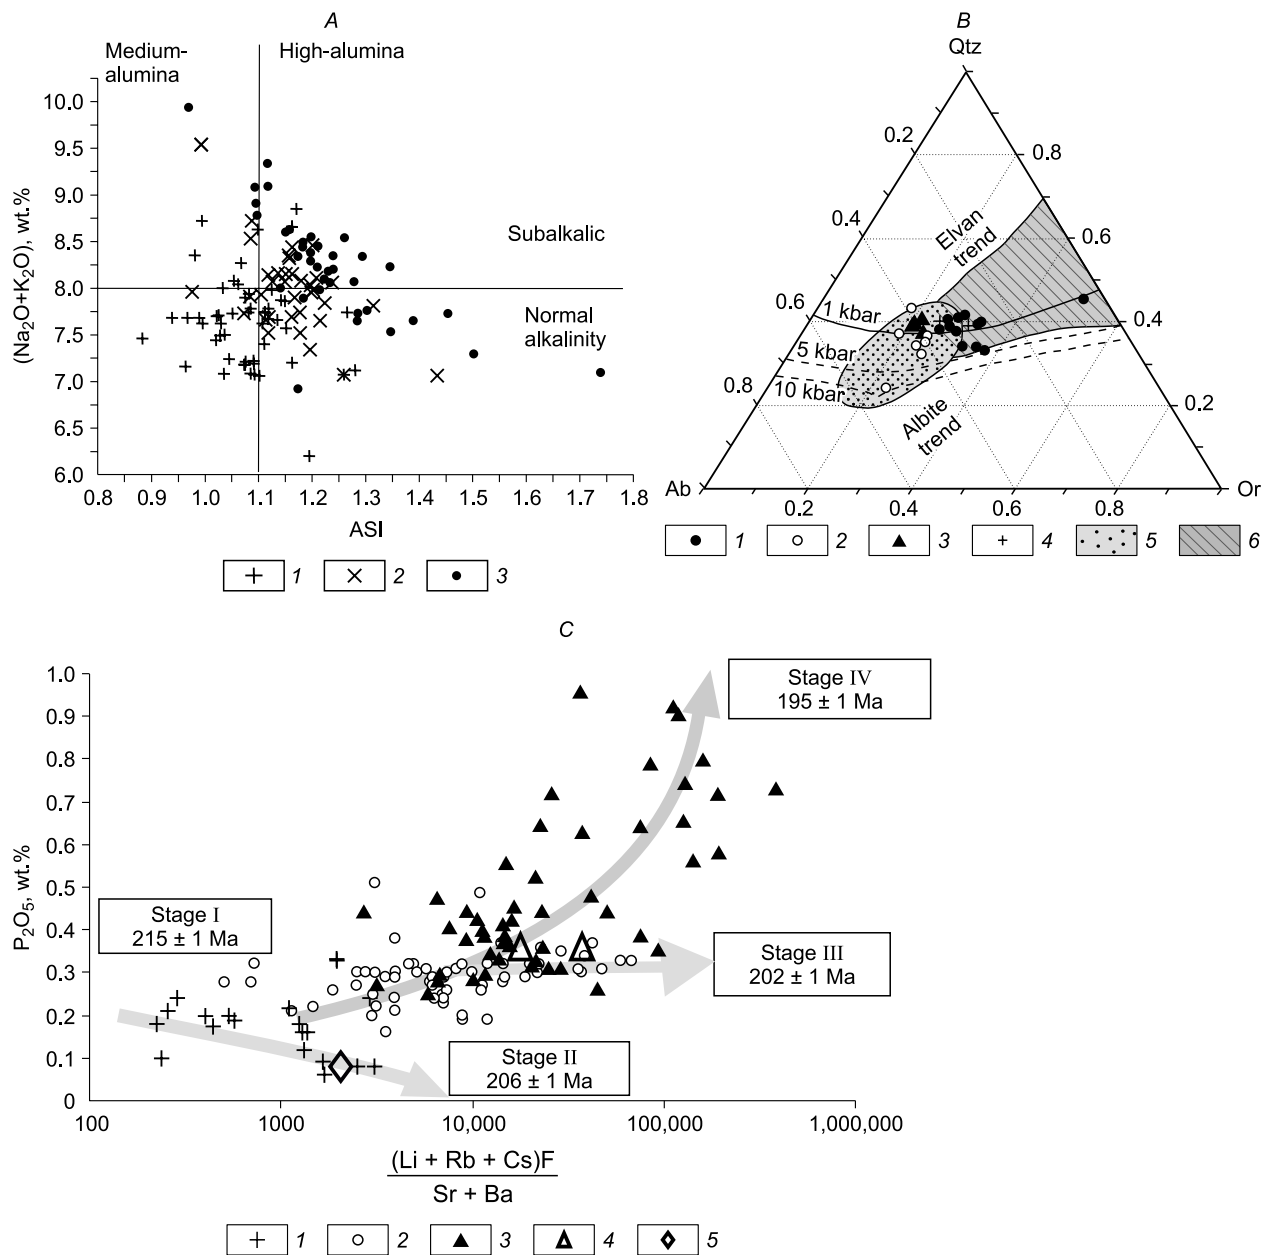 A
Medium-
alumina
High-alumina
10.0
9.5
9.0
8.5
8.0
7.5
7.0
6.5
6.0
(Na2O+K2O), wt.%
Subalkalic
Normal
alkalinity
0.8 0.9 1.0 1.1 1.2 1.3 1.4 1.5 1.6 1.7 1.8
ASI
1 2 3
B
Qtz
0.2 0.8
0.4 0.6
Elvan
trend
0.6 1 kbar 0.4
5 kbar
0.8 10 kbar 0.2
Albite
trend
Ab Or
0.2 0.4 0.6 0.8
1 2 3 4 5 6
C
1.0
0.9
0.8
0.7
0.6
0.5
0.4
0.3
0.2
0.1
0
P2O5, wt.%
Stage IV
195 ± 1 Ma
Stage I
215 ± 1 Ma
Stage III
202 ± 1 Ma
Stage II
206 ± 1 Ma
100 1000 10,000 100,000 1,000,000
(Li + Rb + Cs)F
Sr + Ba
1 2 3 4 5